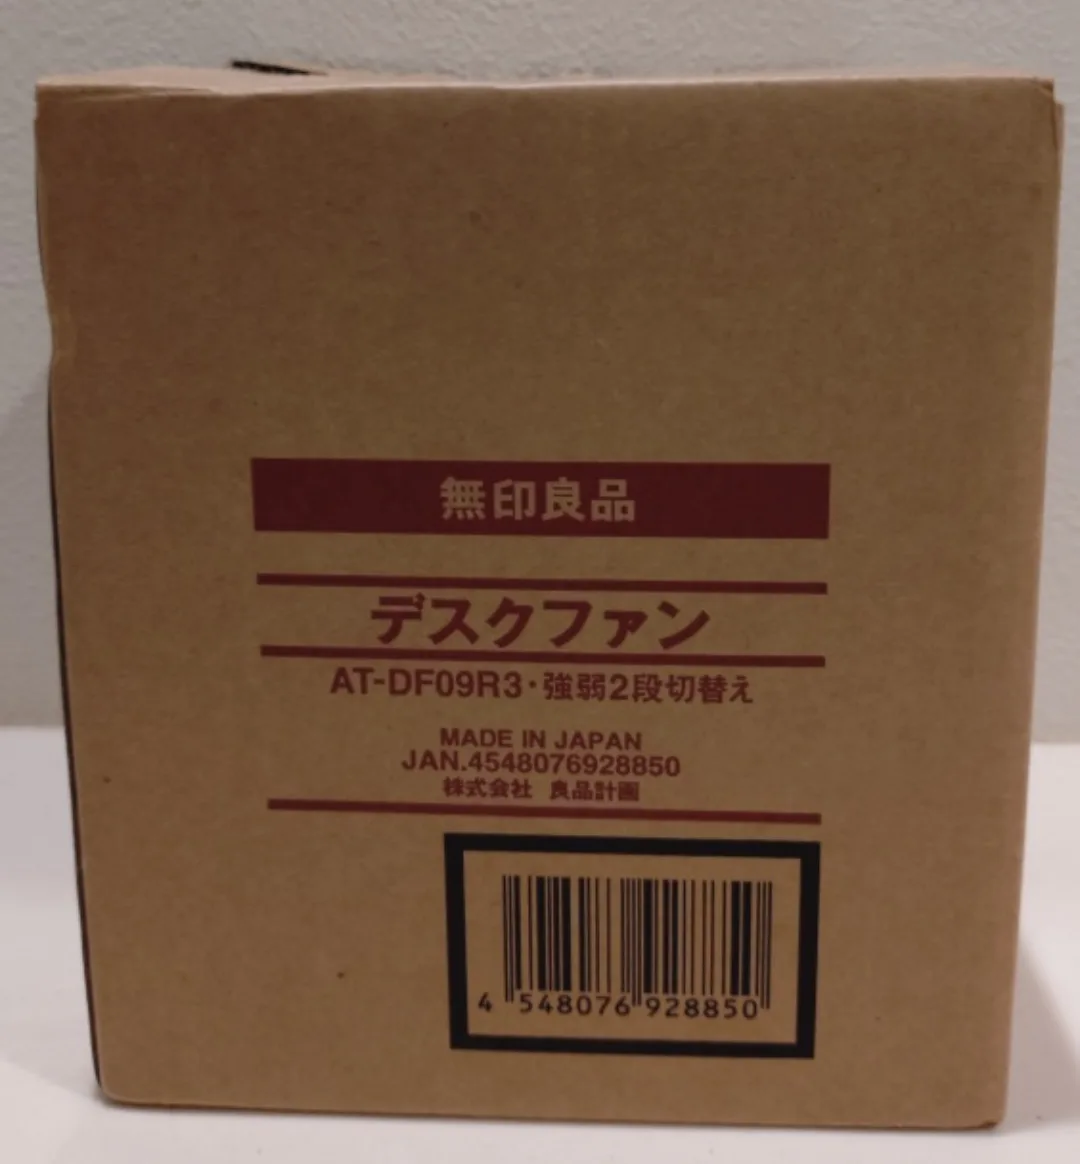 無印良品
デスクファン
AT-DF09R3・強弱2段切替え
MADE IN JAPAN
JAN.4548076928850
株式会社 良品計画
4 548076 928850